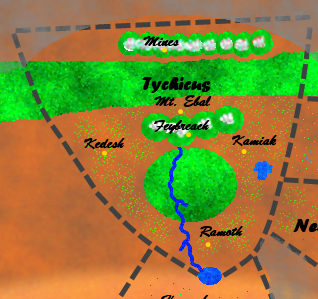 Mines
Tychicus
Mt. Ebal
Feybreach
Kedesh
Kamiak
Ramoth
Ne